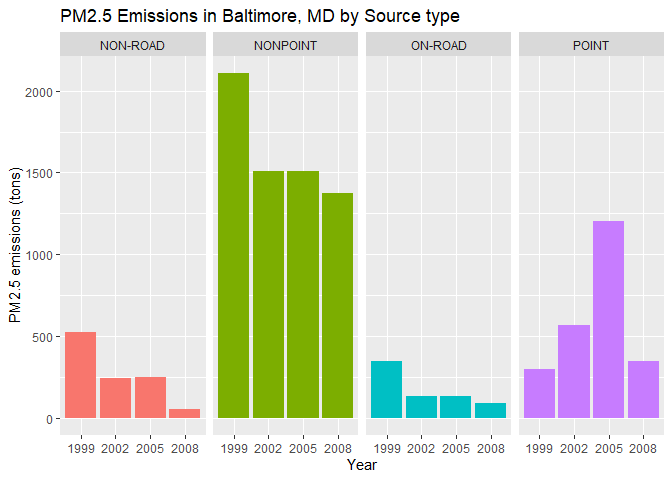 PM2.5 Emissions in Baltimore, MD by Source type
NON-ROAD NONPOINT ON-ROAD POINT
PM2.5 emissions (tons)
2000
1500
1000
500
0
1999 2002 2005 2008 1999 2002 2005 2008 1999 2002 2005 2008 1999 2002 2005 2008
Year